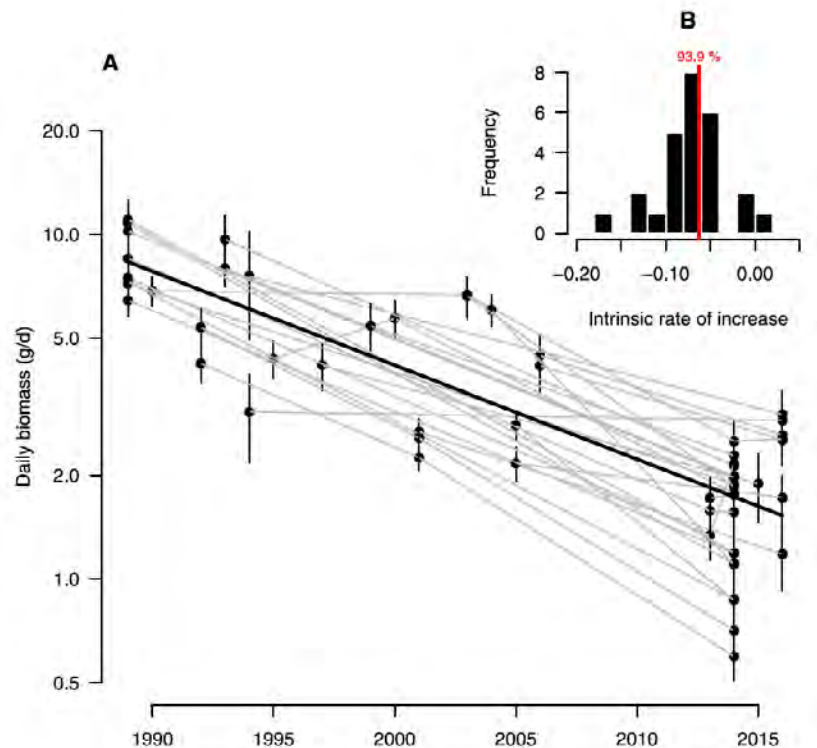 A
Daily biomass (g/d)
20.0
10.0
5.0
2.0
1.0
0.5
1990 1995 2000 2005 2010 2015
B
93.9 %
Frequency
8
6
4
2
0
−0.20 −0.10 0.00
Intrinsic rate of increase